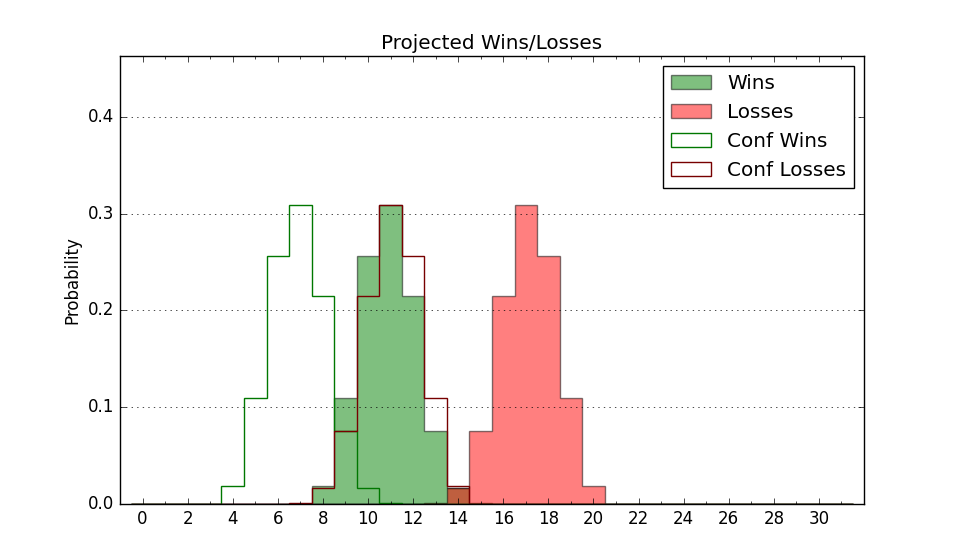 Projected Wins/Losses
Wins
Losses
Conf Wins
Conf Losses
Probability
0.4
0.3
0.2
0.1
0.0
0 2 4 6 8 10 12 14 16 18 20 22 24 26 28 30